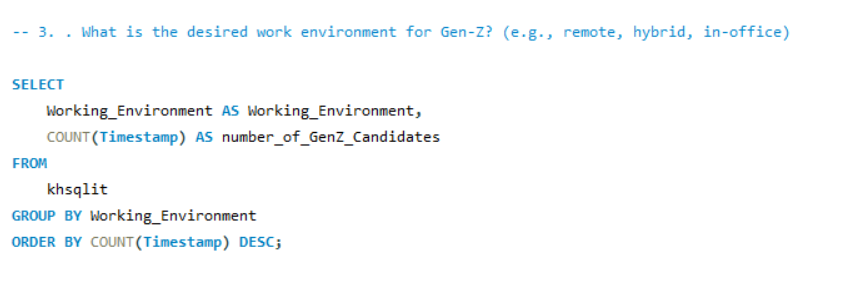 -- 3. . What is the desired work environment for Gen-Z? (e.g., remote, hybrid, in-office)
SELECT
Working_Environment AS Working_Environment,
COUNT(Timestamp) AS number_of_GenZ_Candidates
FROM
khsqlit
GROUP BY Working_Environment
ORDER BY COUNT(Timestamp) DESC;